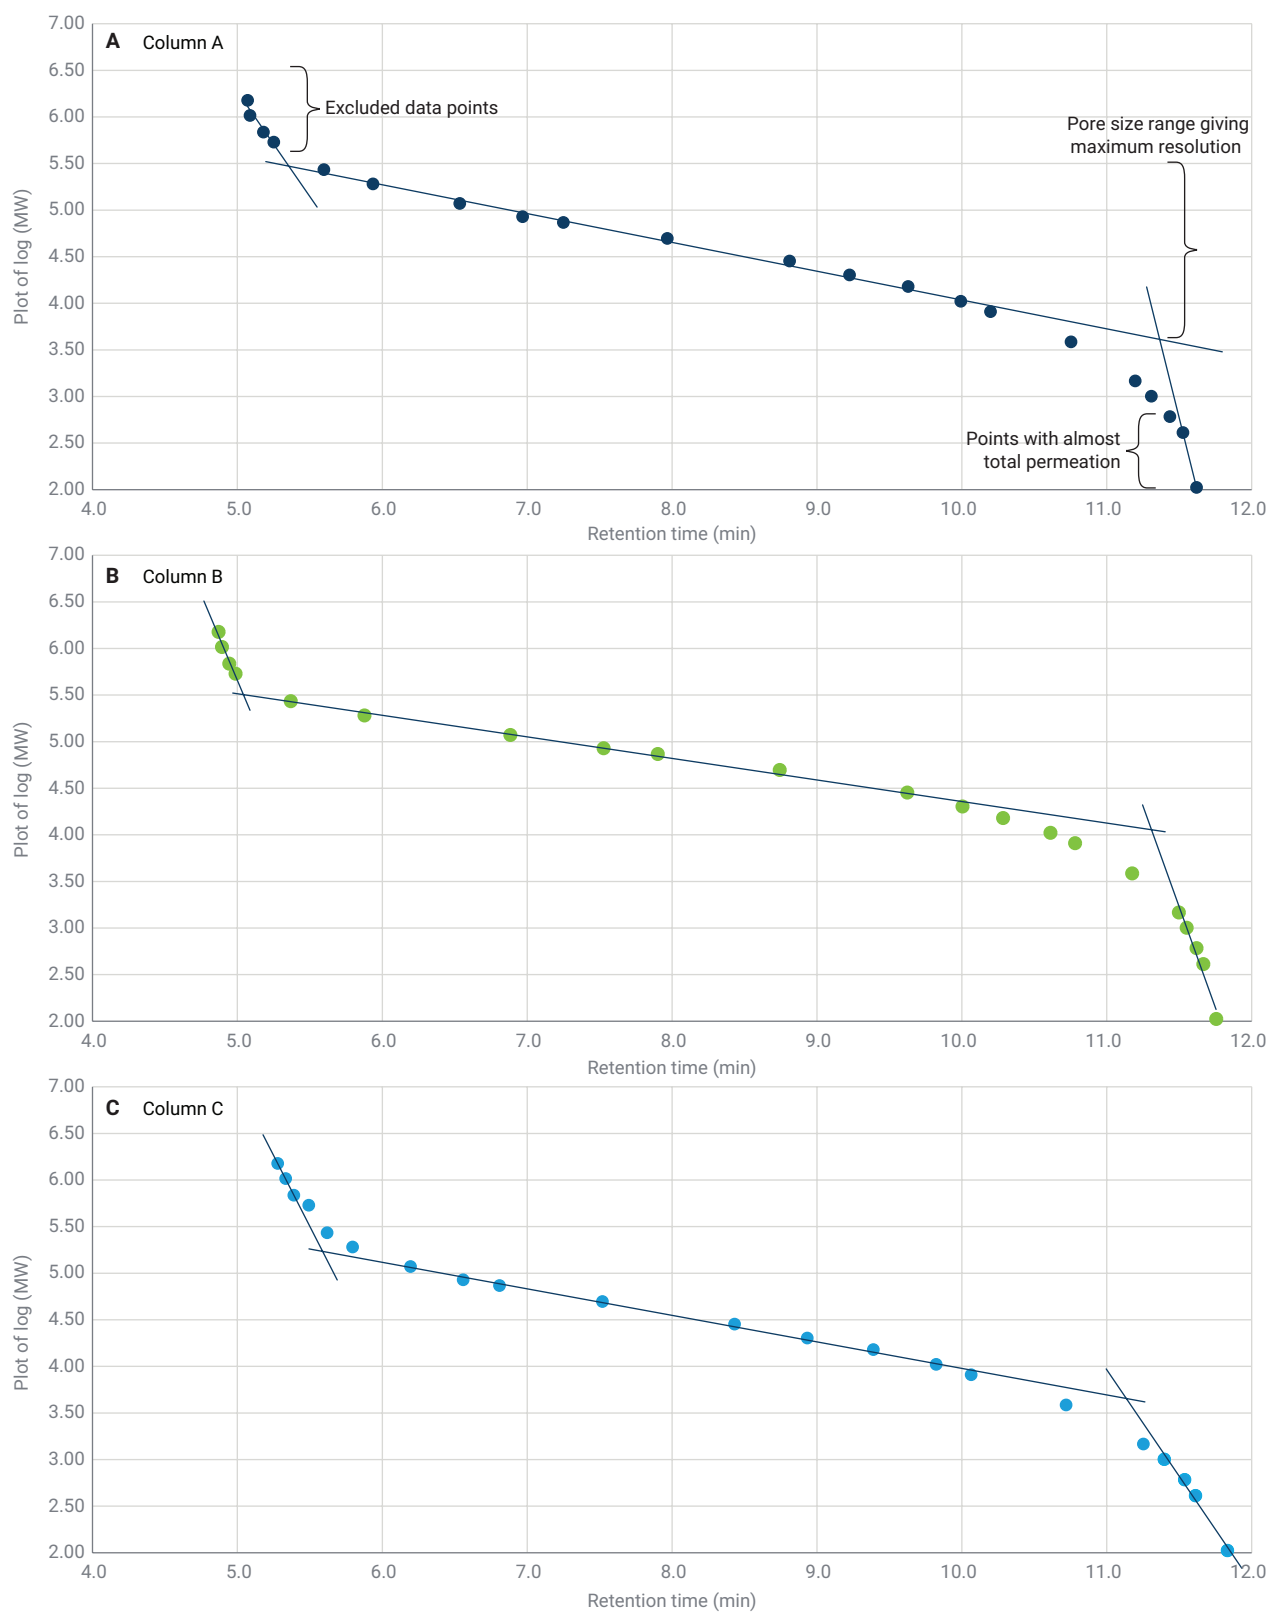 7.00
A Column A
6.50
6.00
Excluded data points
Pore size range giving
maximum resolution
5.50
5.00
4.50
4.00
3.50
3.00
2.50
Points with almost
total permeation
2.00
Plot of log (MW)
4.0 5.0 6.0 7.0 8.0 9.0 10.0 11.0 12.0
Retention time (min)
7.00
B Column B
6.50
6.00
5.50
5.00
4.50
4.00
3.50
3.00
2.50
2.00
Plot of log (MW)
4.0 5.0 6.0 7.0 8.0 9.0 10.0 11.0 12.0
Retention time (min)
7.00
C Column C
6.50
6.00
5.50
5.00
4.50
4.00
3.50
3.00
2.50
2.00
Plot of log (MW)
4.0 5.0 6.0 7.0 8.0 9.0 10.0 11.0 12.0
Retention time (min)